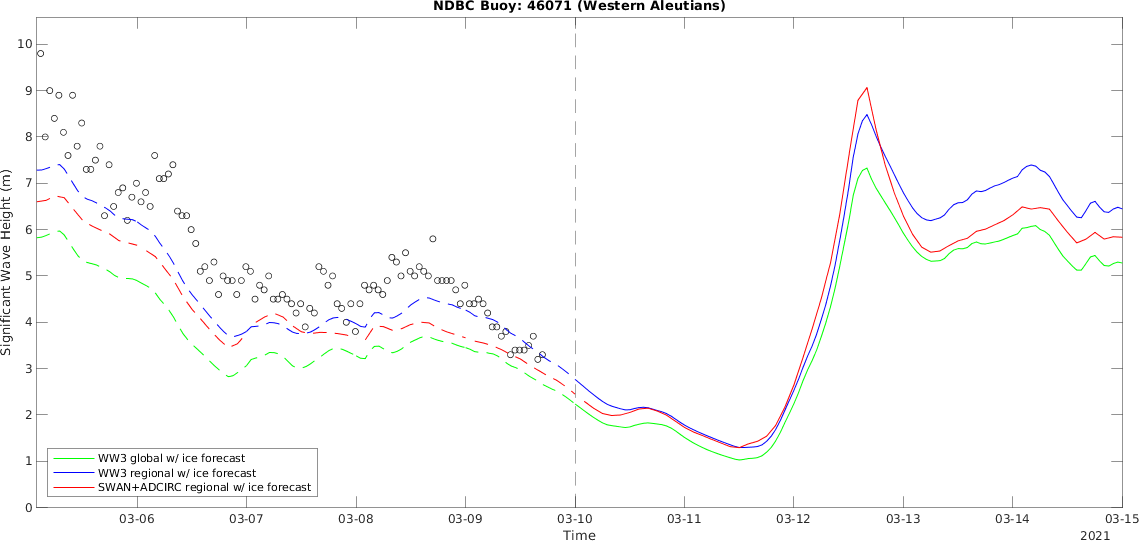 NDBC Buoy: 46071 (Western Aleutians)
Significant Wave Height (m)
10
9
8
7
6
5
4
3
2
1
0
WW3 global w/ ice forecast
WW3 regional w/ ice forecast
SWAN+ADCIRC regional w/ ice forecast
03-06 03-07 03-08 03-09 03-10 03-11 03-12 03-13 03-14 03-15
Time
2021